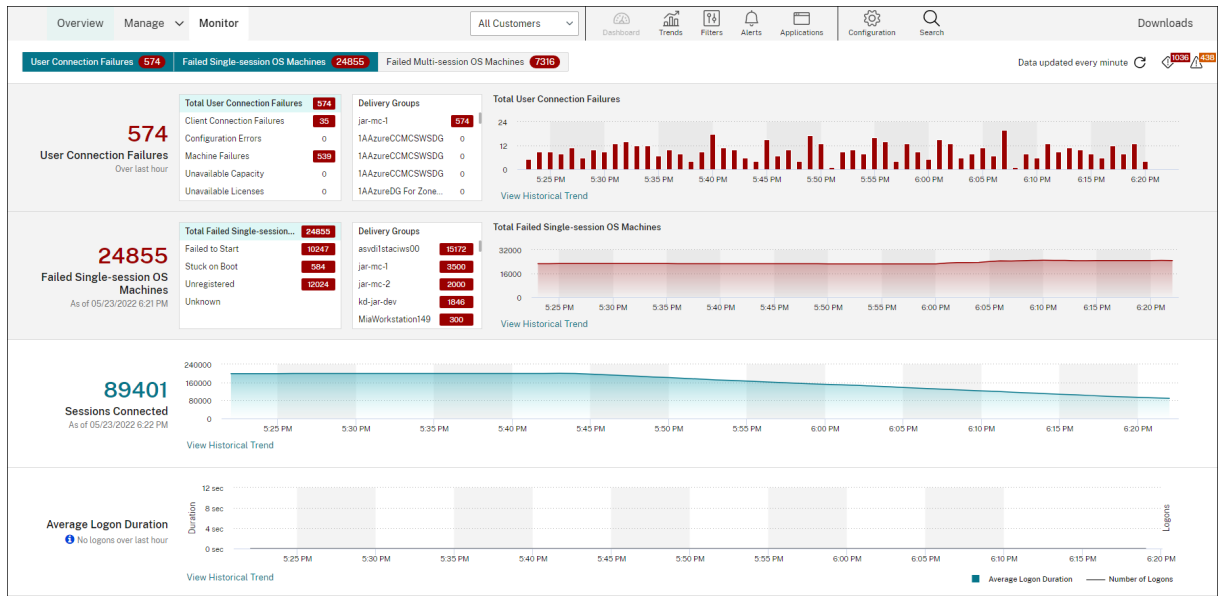 Overview Manage Monitor All Customers Dashboard Trends Filters Alerts Applications Configuration Search Downloads
User Connection Failures 574 Failed Single-session OS Machines 24855 Failed Multi-session OS Machines 7316 Data updated every minute 1036 438
574
User Connection Failures
Over last hour
Total User Connection Failures 574
Client Connection Failures 35
Configuration Errors 0
Machine Failures 539
Unavailable Capacity 0
Unavailable Licenses 0
Delivery Groups
jar-mc-1 574
1AAzureCCMCSWSDG 0
1AAzureCCMCSWSDG 0
1AAzureCCMCSWSDG 0
1AAzureDG For Zone... 0
Total User Connection Failures
24
12
0
5:25 PM 5:30 PM 5:35 PM 5:40 PM 5:45 PM 5:50 PM 5:55 PM 6:00 PM 6:05 PM 6:10 PM 6:15 PM 6:20 PM
View Historical Trend
24855
Failed Single-session OS
Machines
As of 05/23/2022 6:21 PM
Total Failed Single-session... 24855
Failed to Start 10247
Stuck on Boot 584
Unregistered 12024
Unknown
Delivery Groups
asvdi1staciws00 15172
jar-mc-1 3500
jar-mc-2 2000
kd-jar-dev 1846
MiaWorkstation149 300
Total Failed Single-session OS Machines
32000
16000
0
5:25 PM 5:30 PM 5:35 PM 5:40 PM 5:45 PM 5:50 PM 5:55 PM 6:00 PM 6:05 PM 6:10 PM 6:15 PM 6:20 PM
View Historical Trend
89401
Sessions Connected
As of 05/23/2022 6:22 PM
240000
160000
80000
0
5:25 PM 5:30 PM 5:35 PM 5:40 PM 5:45 PM 5:50 PM 5:55 PM 6:00 PM 6:05 PM 6:10 PM 6:15 PM 6:20 PM
View Historical Trend
Average Logon Duration
No logons over last hour
Duration
12 sec
8 sec
4 sec
0 sec
Logons
5:25 PM 5:30 PM 5:35 PM 5:40 PM 5:45 PM 5:50 PM 5:55 PM 6:00 PM 6:05 PM 6:10 PM 6:15 PM 6:20 PM
View Historical Trend
Average Logon Duration Number of Logons